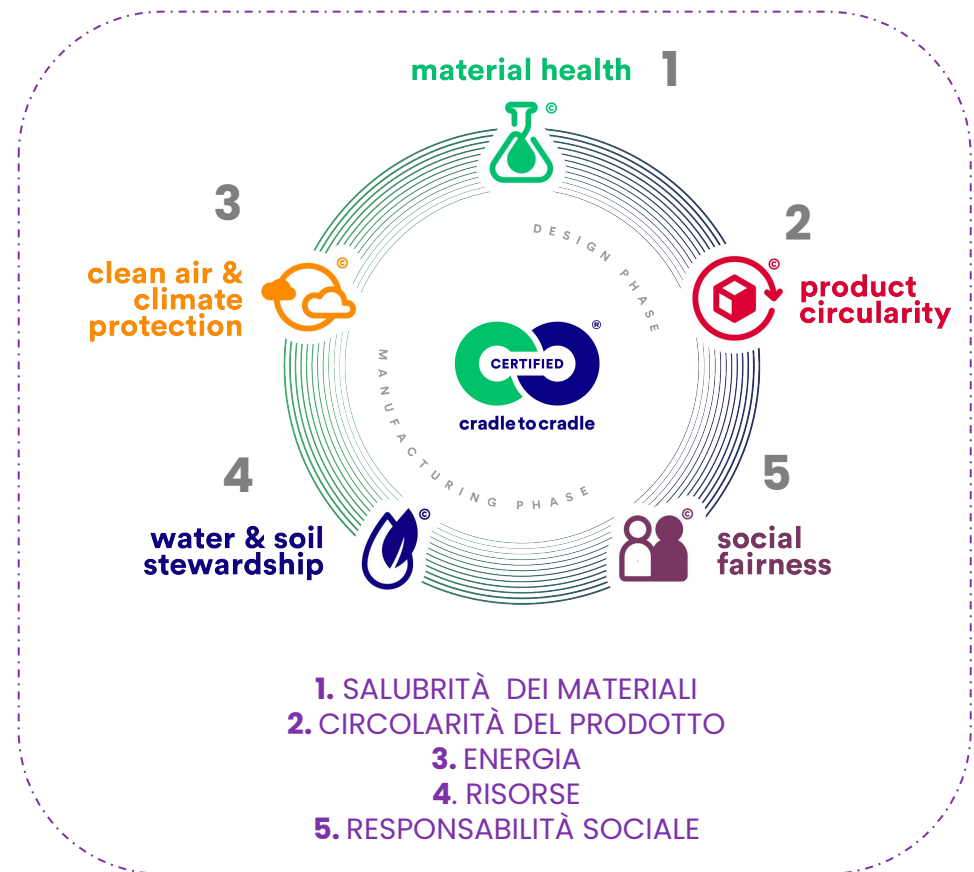 material health
1
©
3
2
DESIGN PHASE
clean air &
climate
protection
©
©
product
circularity
®
CERTIFIED
cradle to cradle
MANUFACTURING PHASE
4
5
water & soil
stewardship
©
©
social
fairness
1. SALUBRITÀ DEI MATERIALI
2. CIRCOLARITÀ DEL PRODOTTO
3. ENERGIA
4. RISORSE
5. RESPONSABILITÀ SOCIALE